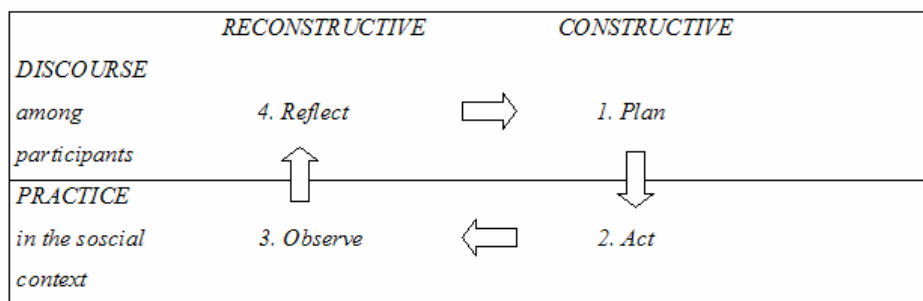 RECONSTRUCTIVE CONSTRUCTIVE
DISCOURSE
among 4. Reflect 1. Plan
participants
PRACTICE
in the soscial 3. Observe 2. Act
context